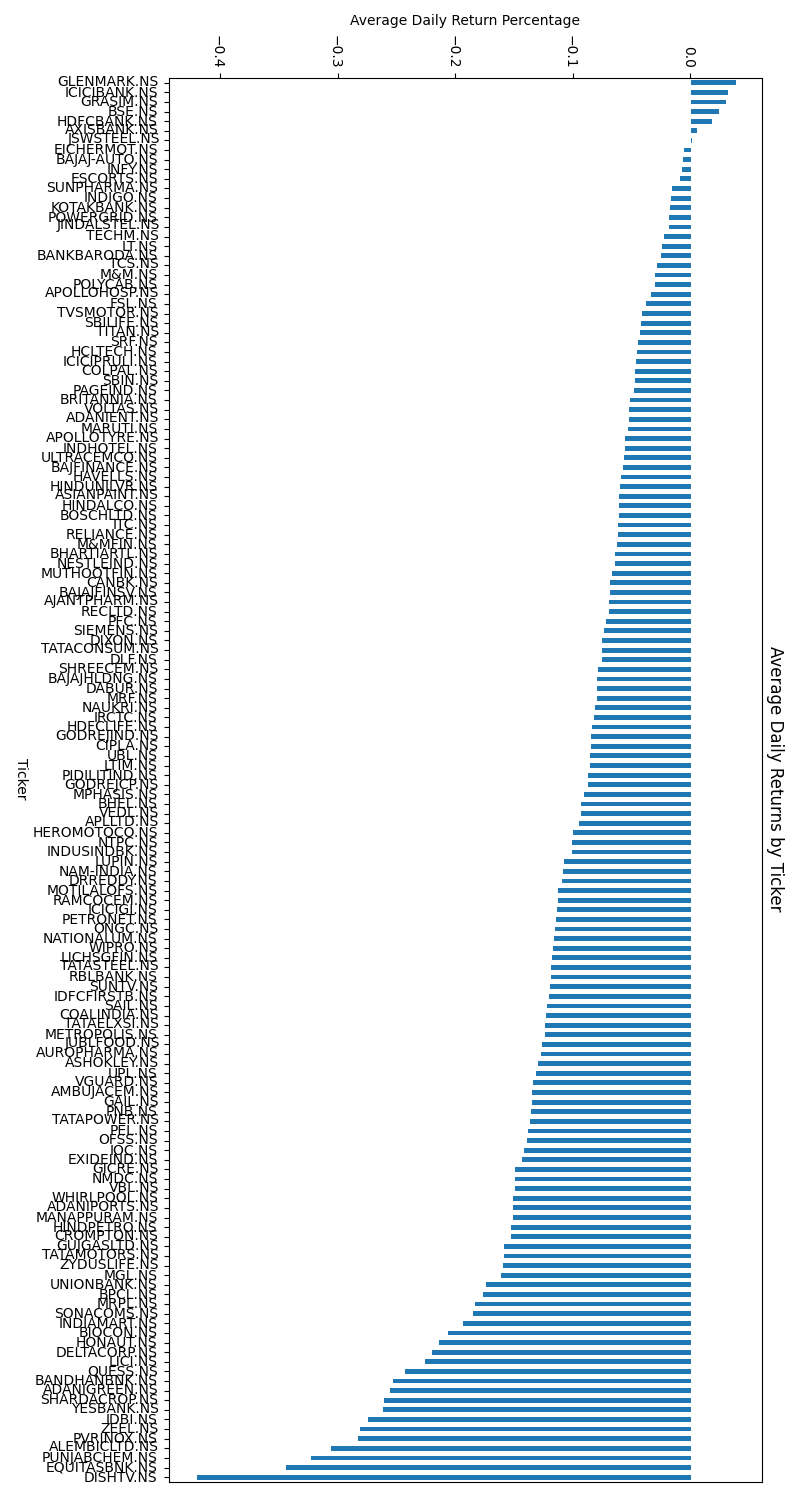 Average Daily Return Percentage
−0.4
−0.3
−0.2
−0.1
0.0
GLENMARK.NS
ICICIBANK.NS
GRASIM.NS
BSE.NS
HDFCBANK.NS
AXISBANK.NS
JSWSTEEL.NS
EICHERMOT.NS
BAJAJ-AUTO.NS
INFY.NS
ESCORTS.NS
SUNPHARMA.NS
INDIGO.NS
KOTAKBANK.NS
POWERGRID.NS
JINDALSTEL.NS
TECHM.NS
LT.NS
BANKBARODA.NS
TCS.NS
M&M.NS
POLYCAB.NS
APOLLOHOSP.NS
FSL.NS
TVSMOTOR.NS
SBILIFE.NS
TITAN.NS
SRF.NS
HCLTECH.NS
ICICIPRULI.NS
COLPAL.NS
SBIN.NS
PAGEIND.NS
BRITANNIA.NS
VOLTAS.NS
ADANIENT.NS
MARUTI.NS
APOLLOTYRE.NS
INDHOTEL.NS
ULTRACEMCO.NS
BAJFINANCE.NS
HAVELLS.NS
HINDUNILVR.NS
ASIANPAINT.NS
HINDALCO.NS
BOSCHLTD.NS
ITC.NS
RELIANCE.NS
M&MFIN.NS
BHARTIARTL.NS
NESTLEIND.NS
MUTHOOTFIN.NS
CANBK.NS
BAJAJFINSV.NS
AJANTPHARM.NS
RECLTD.NS
PFC.NS
SIEMENS.NS
DIXON.NS
TATACONSUM.NS
DLF.NS
SHREECEM.NS
BAJAJHLDNG.NS
DABUR.NS
MRF.NS
NAUKRI.NS
IRCTC.NS
HDFCLIFE.NS
GODREJIND.NS
CIPLA.NS
UBL.NS
LTIM.NS
PIDILITIND.NS
GODREJCP.NS
MPHASIS.NS
BHEL.NS
VEDL.NS
APLLTD.NS
HEROMOTOCO.NS
NTPC.NS
INDUSINDBK.NS
LUPIN.NS
NAM-INDIA.NS
DRREDDY.NS
MOTILALOFS.NS
RAMCOCEM.NS
ICICIGI.NS
PETRONET.NS
ONGC.NS
NATIONALUM.NS
WIPRO.NS
LICHSGFIN.NS
TATASTEEL.NS
RBLBANK.NS
SUNTV.NS
IDFCFIRSTB.NS
SAIL.NS
COALINDIA.NS
TATAELXSI.NS
METROPOLIS.NS
JUBLFOOD.NS
AUROPHARMA.NS
ASHOKLEY.NS
UPL.NS
VGUARD.NS
AMBUJACEM.NS
GAIL.NS
PNB.NS
TATAPOWER.NS
PEL.NS
OFSS.NS
IOC.NS
EXIDEIND.NS
GICRE.NS
NMDC.NS
VBL.NS
WHIRLPOOL.NS
ADANIPORTS.NS
MANAPPURAM.NS
HINDPETRO.NS
CROMPTON.NS
GUJGASLTD.NS
TATAMOTORS.NS
ZYDUSLIFE.NS
MGL.NS
UNIONBANK.NS
BPCL.NS
MRPL.NS
SONACOMS.NS
INDIAMART.NS
BIOCON.NS
HONAUT.NS
DELTACORP.NS
LICI.NS
QUESS.NS
BANDHANBNK.NS
ADANIGREEN.NS
SHARDACROP.NS
YESBANK.NS
IDBI.NS
ZEEL.NS
PVRINOX.NS
ALEMBICLTD.NS
PUNJABCHEM.NS
EQUITASBNK.NS
DISHTV.NS
Ticker
Average Daily Returns by Ticker